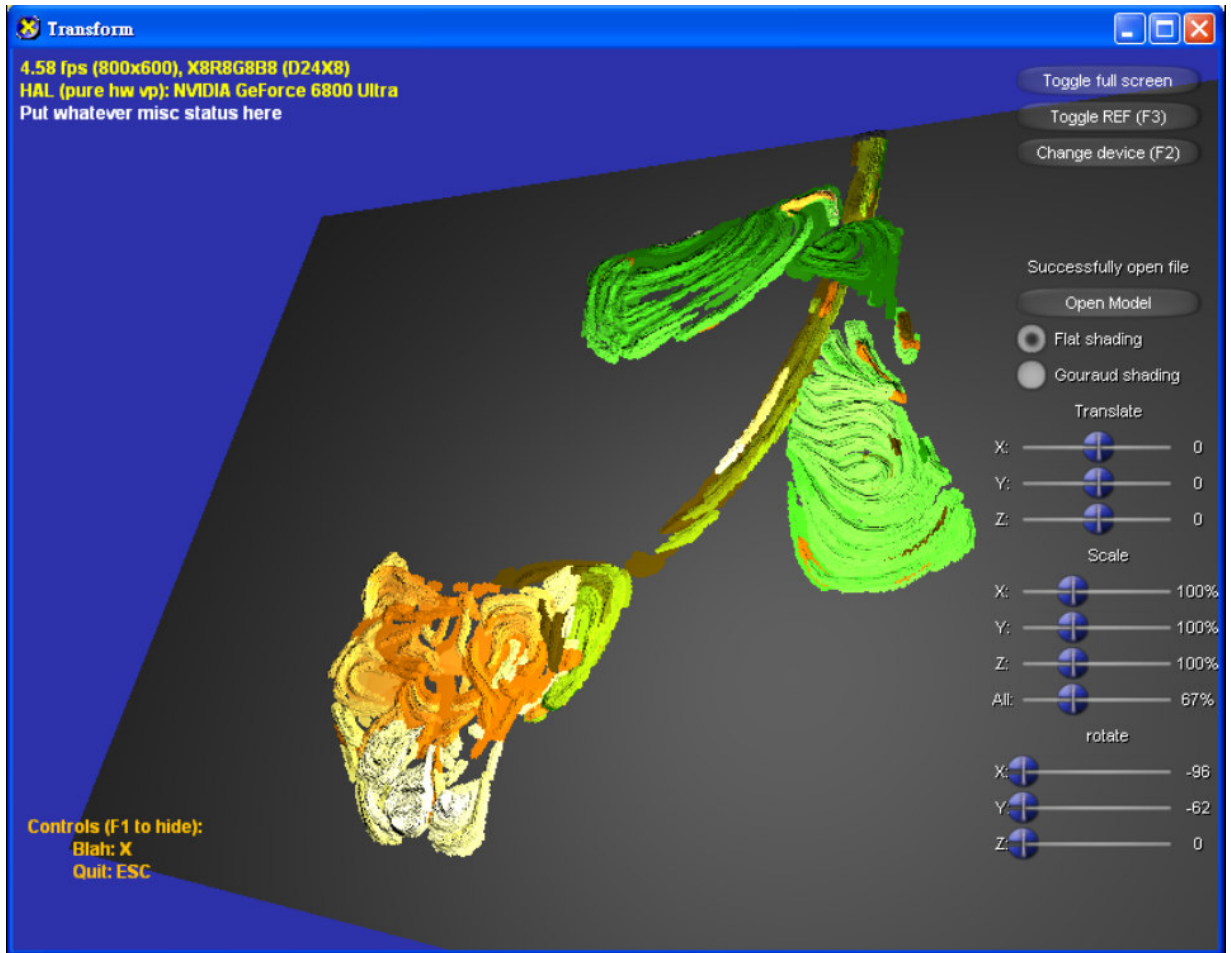 Transform
4.58 fps (800x600), X8R8G8B8 (D24X8)
HAL (pure hw vp): NVIDIA GeForce 6800 Ultra
Put whatever misc status here
Toggle full screen
Toggle REF (F3)
Change device (F2)
Successfully open file
Open Model
Flat shading
Gouraud shading
Translate
X: 0
Y: 0
Z: 0
Scale
X: 100%
Y: 100%
Z: 100%
All: 67%
rotate
X: -96
Y: -62
Z: 0
Controls (F1 to hide):
Blah: X
Quit: ESC